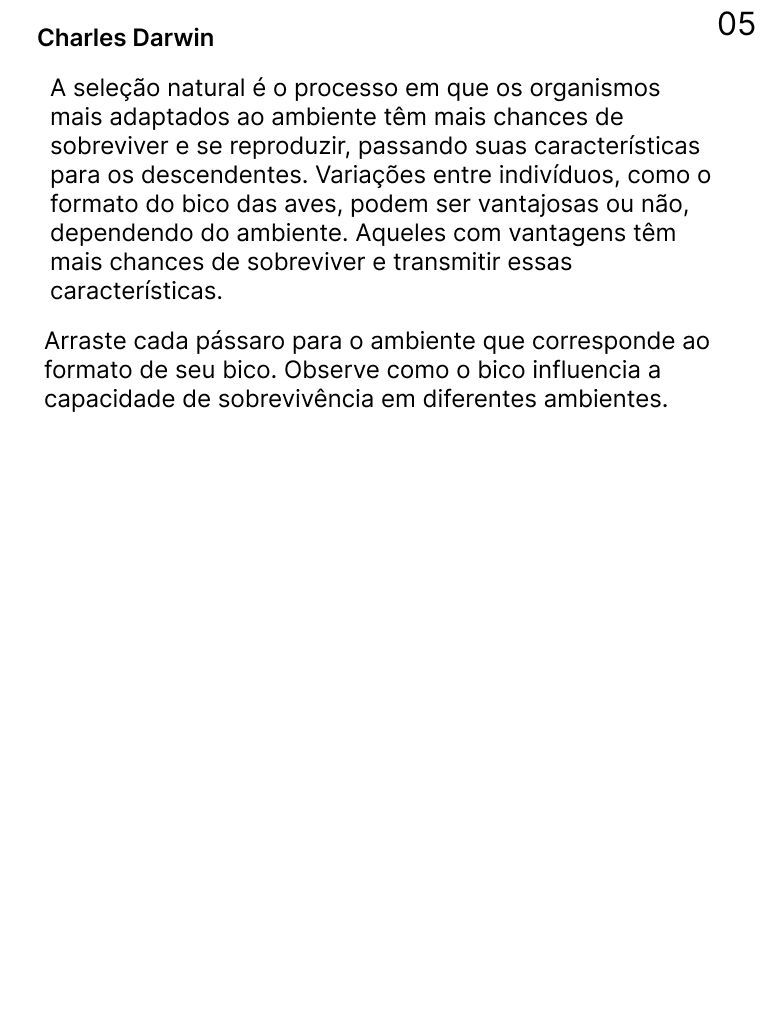 05
Charles Darwin
A seleção natural é o processo em que os organismos
mais adaptados ao ambiente têm mais chances de
sobreviver e se reproduzir, passando suas características
para os descendentes. Variações entre indivíduos, como o
formato do bico das aves, podem ser vantajosas ou não,
dependendo do ambiente. Aqueles com vantagens têm
mais chances de sobreviver e transmitir essas
características.
Arraste cada pássaro para o ambiente que corresponde ao
formato de seu bico. Observe como o bico influencia a
capacidade de sobrevivência em diferentes ambientes.